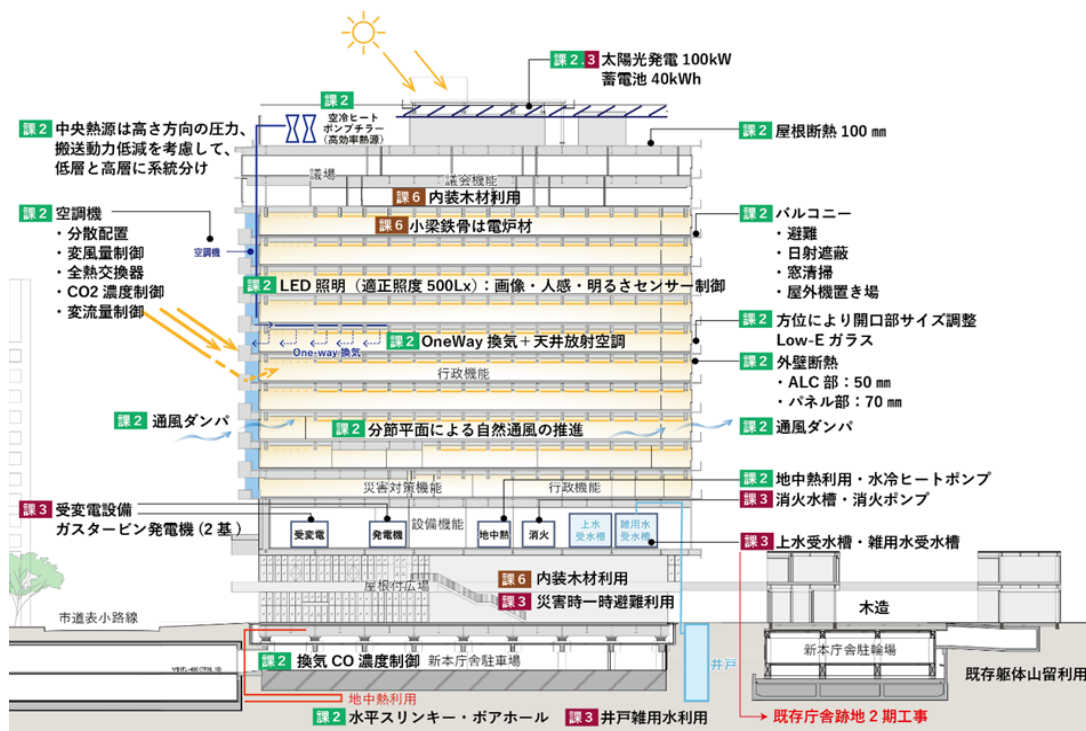 課2.3 太陽光発電 100kW
蓄電池 40kWh
課2
空冷ヒート
ポンプチラー
(高効率熱源)
課2 中央熱源は高さ方向の圧力、
搬送動力低減を考慮して、
低層と高層に系統分け
課2 屋根断熱 100 ㎜
議場
議会機能
課6 内装木材利用
課6 小梁鉄骨は電炉材
課2 空調機
・分散配置
・変風量制御
・全熱交換器
・CO2 濃度制御
・変流量制御
空調機
課2 バルコニー
・避難
・日射遮蔽
・窓清掃
・屋外機置き場
課2 LED 照明（適正照度 500Lx）：画像・人感・明るさセンサー制御
課2 方位により開口部サイズ調整
Low-E ガラス
One-way 換気
課2 OneWay 換気＋天井放射空調
行政機能
課2 外壁断熱
・ALC 部：50 ㎜
・パネル部：70 ㎜
課2 通風ダンパ
課2 分節平面による自然通風の推進
課2 通風ダンパ
災害対策機能
行政機能
課2 地中熱利用・水冷ヒートポンプ
課3 消火水槽・消火ポンプ
課3 受変電設備
ガスタービン発電機(2 基)
設備機能
受変電
発電機
地中熱
消火
上水
受水槽
雑用水
受水槽
課3 上水受水槽・雑用水受水槽
課6 内装木材利用
屋根付広場
課3 災害時一時避難利用
市道表小路線
木造
課2 換気 CO 濃度制御
新本庁舎駐車場
井戸
新本庁舎駐輪場
既存躯体山留利用
地中熱利用
課2 水平スリンキー・ボアホール
課3 井戸雑用水利用
既存庁舎跡地 2 期工事